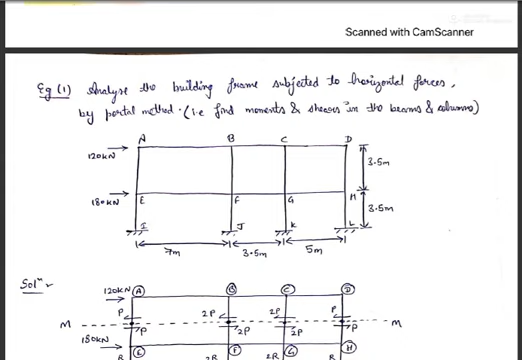 Scanned with CamScanner
Eg (1) Analyse the building frame subjected to horizontal forces,
by portal method. (i.e find moments & shears in the beams & columns)
A B C D
120KN
3.5m
180KN
E F G H
3.5m
I J K L
7m 3.5m 5m
Solⁿ:-
120KN A B C D
P 2P 2P P
M M
P 2P 2P P
180KN E F G H
R 2R 2R R